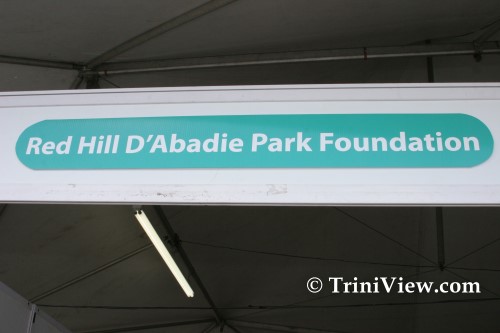 Red Hill D'Abadie Park Foundation
© TriniView.com